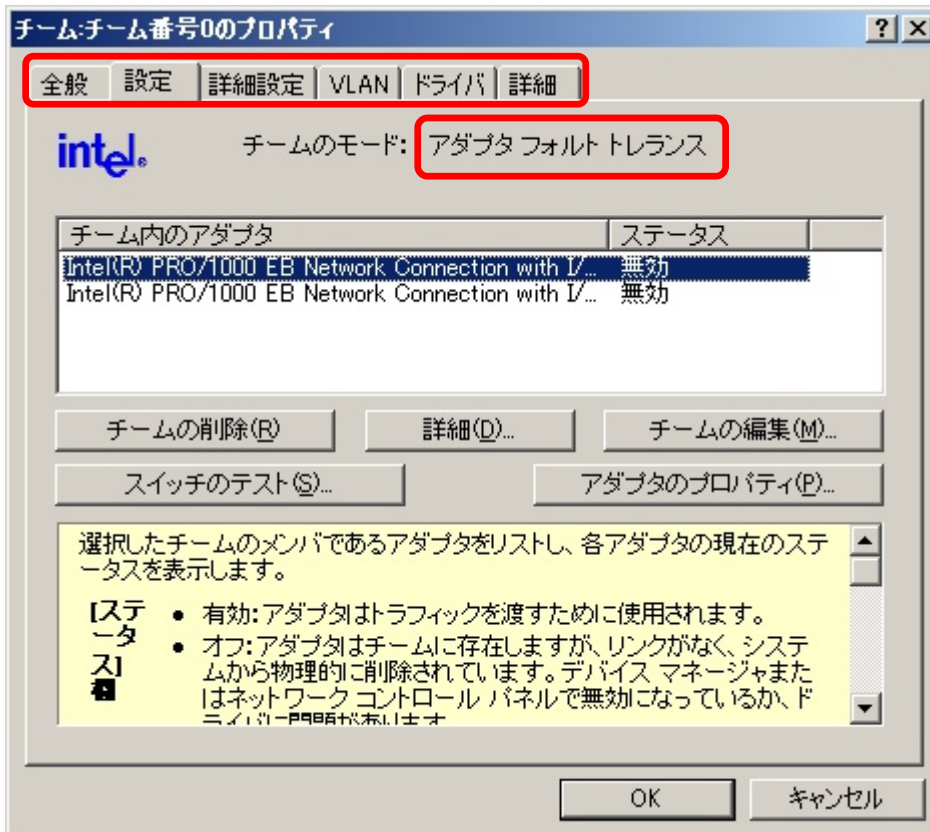 チーム:チーム番号0のプロパティ
全般 設定 詳細設定 VLAN ドライバ 詳細
intel® チームのモード: アダプタ フォルト トレランス
チーム内のアダプタ ステータス
Intel(R) PRO/1000 EB Network Connection with I/... 無効
Intel(R) PRO/1000 EB Network Connection with I/... 無効
チームの削除(R) 詳細(D)... チームの編集(M)...
スイッチのテスト(S)... アダプタのプロパティ(P)...
選択したチームのメンバであるアダプタをリストし、各アダプタの現在のステ
ータスを表示します。
[ステ
ータ
ス]
• 有効: アダプタはトラフィックを渡すために使用されます。
• オフ: アダプタはチームに存在しますが、リンクがなく、システ
ムから物理的に削除されています。デバイス マネージャまた
はネットワーク コントロール パネルで無効になっているか、ド
ライバに問題があります。
OK キャンセル